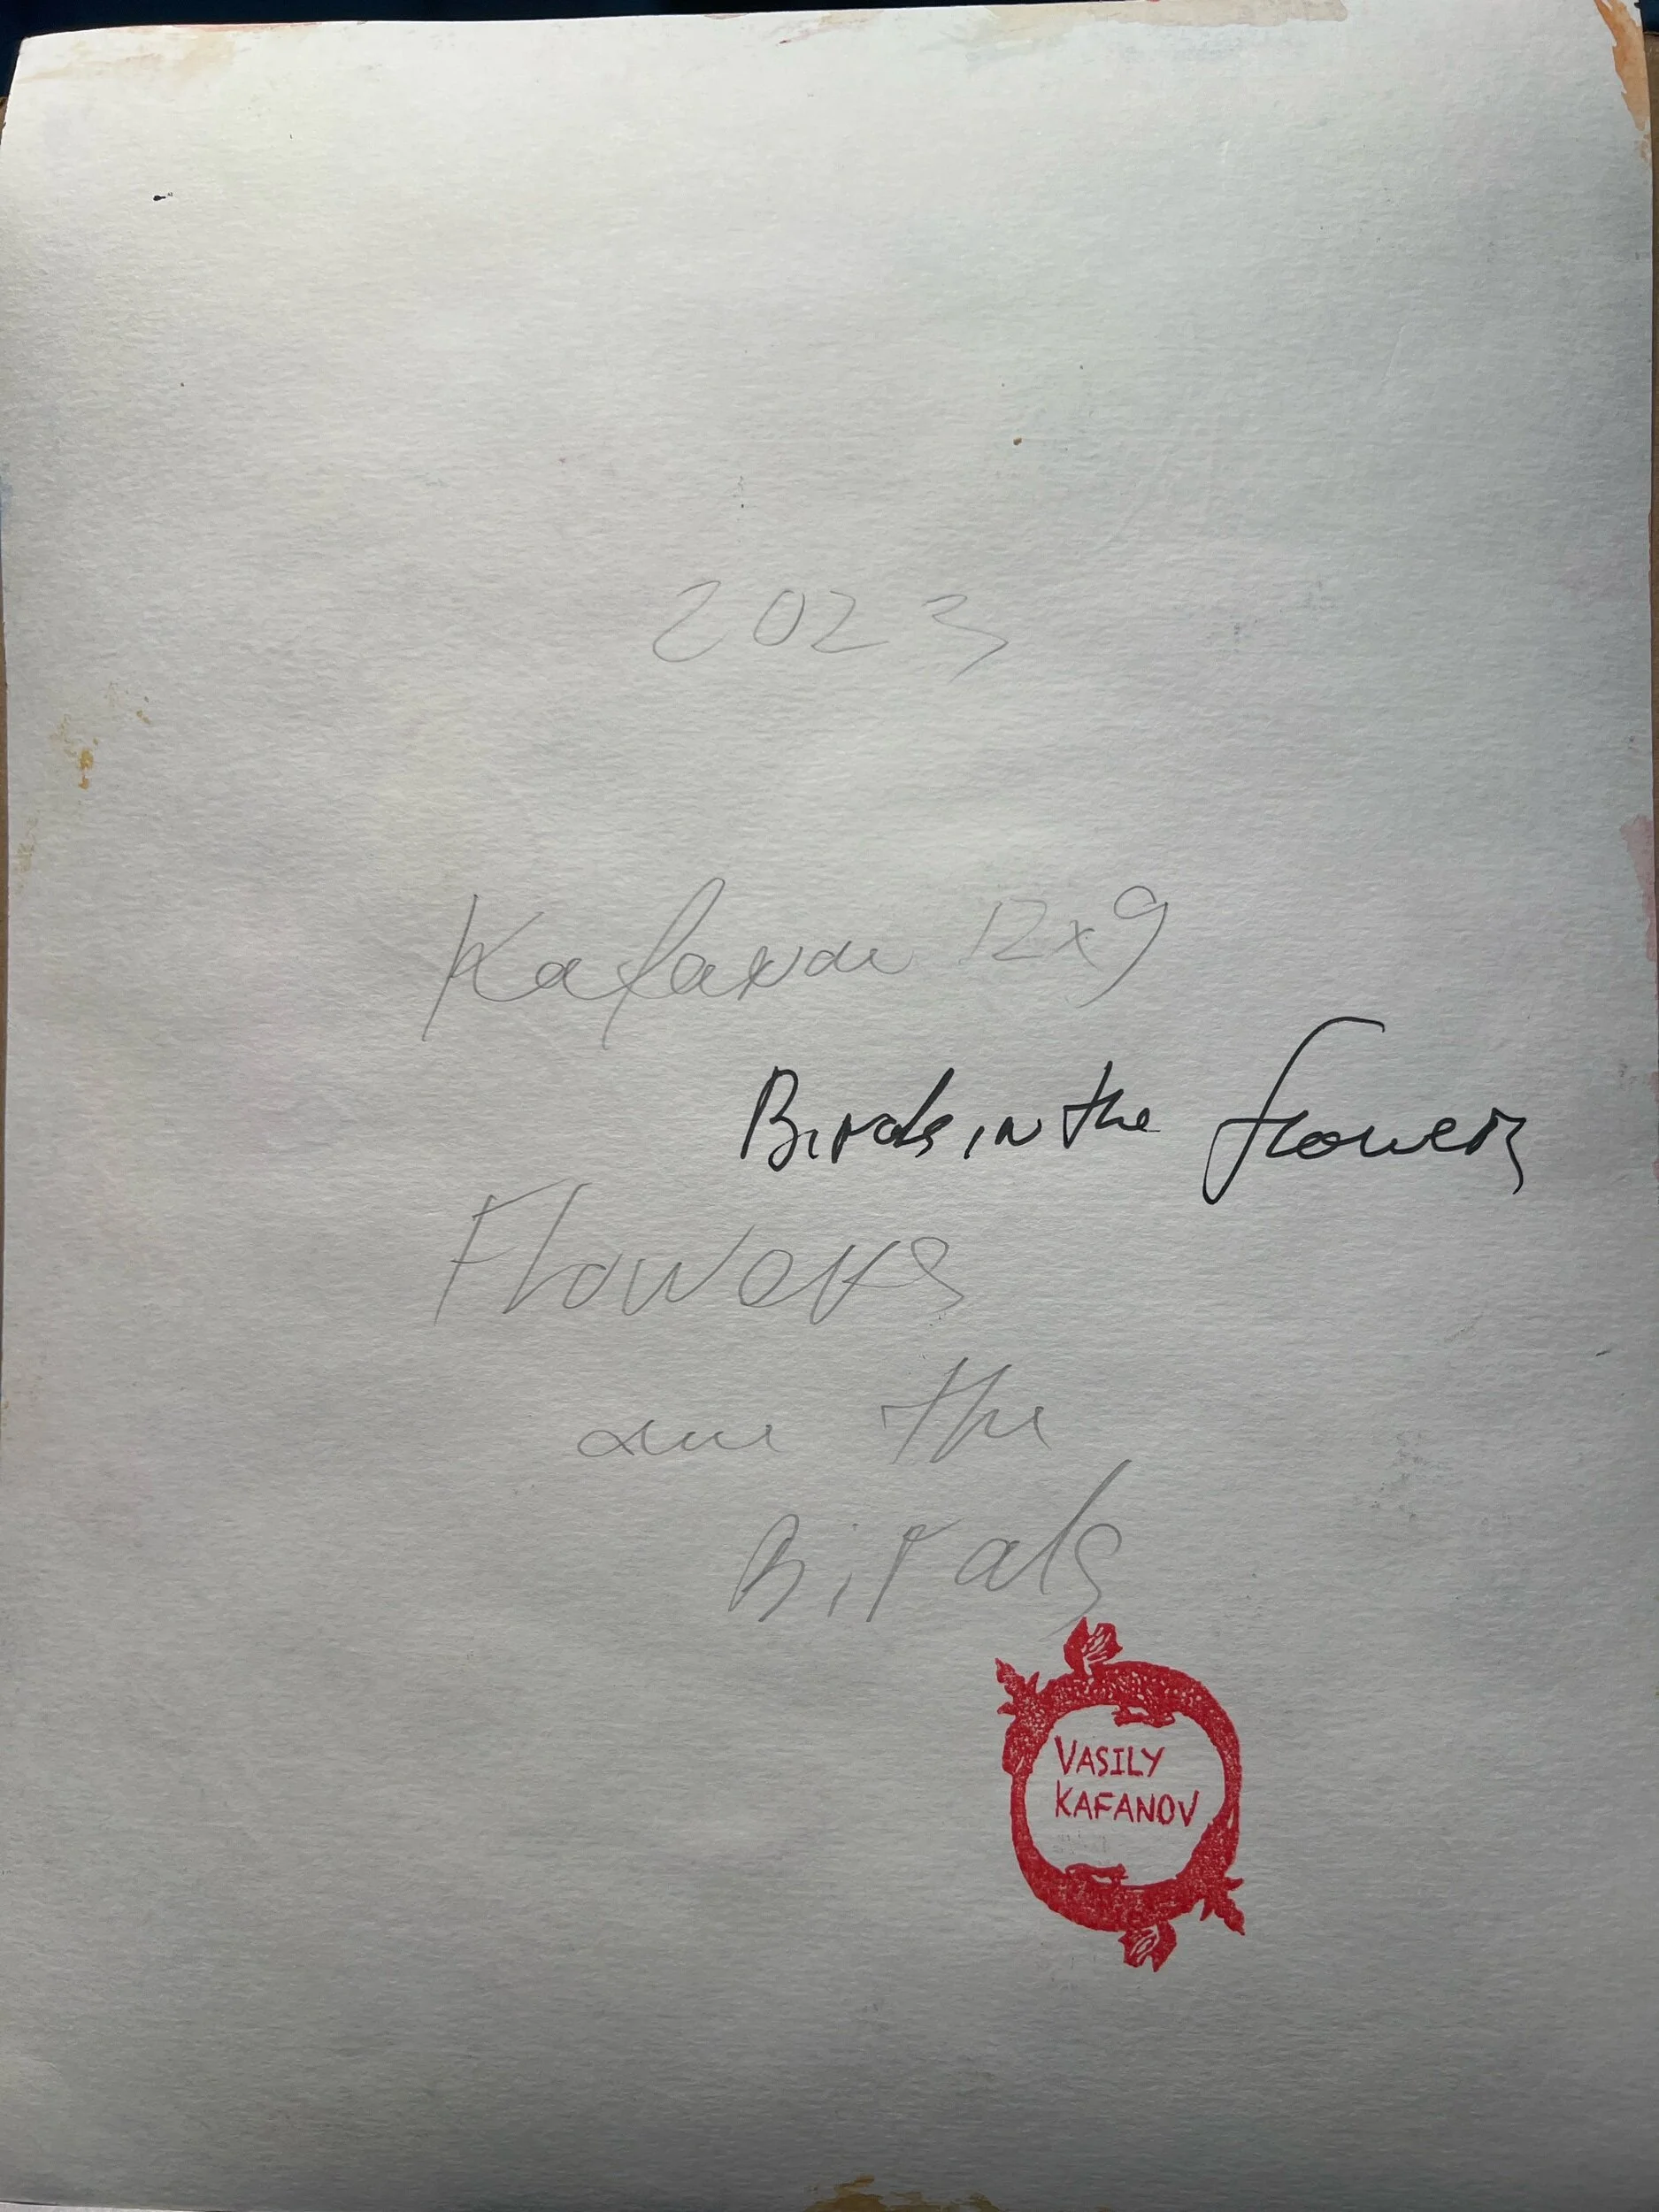 2023
Kafanov 12x9
Birds in the flowers
Flowers
and the
Birds
VASILY
KAFANOV